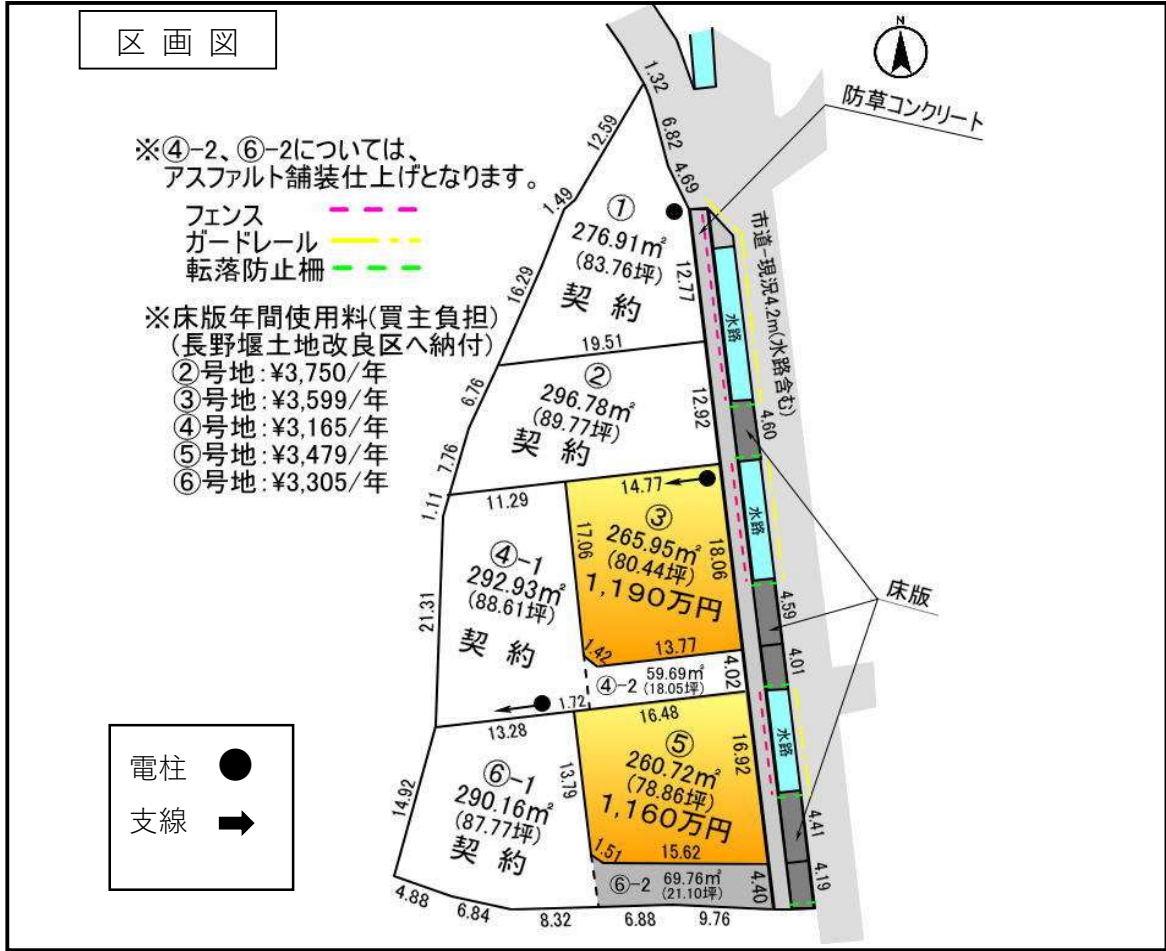 区画図
N
防草コンクリート
※④-2、⑥-2については、
アスファルト舗装仕上げとなります。
フェンス
ガードレール
転落防止柵
※床版年間使用料(買主負担)
(長野堰土地改良区へ納付)
②号地:¥3,750/年
③号地:¥3,599/年
④号地:¥3,165/年
⑤号地:¥3,479/年
⑥号地:¥3,305/年
1.32
6.82
4.69
12.59
1.49
16.29
①
276.91㎡
(83.76坪)
契約
12.77
19.51
市道-現況4.2m(水路含む)
水路
②
296.78㎡
(89.77坪)
契約
12.92
6.76
7.76
4.60
1.11
11.29
14.77
③
265.95㎡
(80.44坪)
1,190万円
17.06
18.06
水路
④-1
292.93㎡
(88.61坪)
契約
21.31
1.42
13.77
床版
4.59
4.01
4.02
④-2
59.69㎡
(18.05坪)
1.72
13.28
16.48
⑤
260.72㎡
(78.86坪)
1,160万円
13.79
16.92
水路
⑥-1
290.16㎡
(87.77坪)
契約
14.92
1.51
15.62
4.41
4.19
⑥-2
69.76㎡
(21.10坪)
4.40
4.88
6.84
8.32
6.88
9.76
電柱
支線